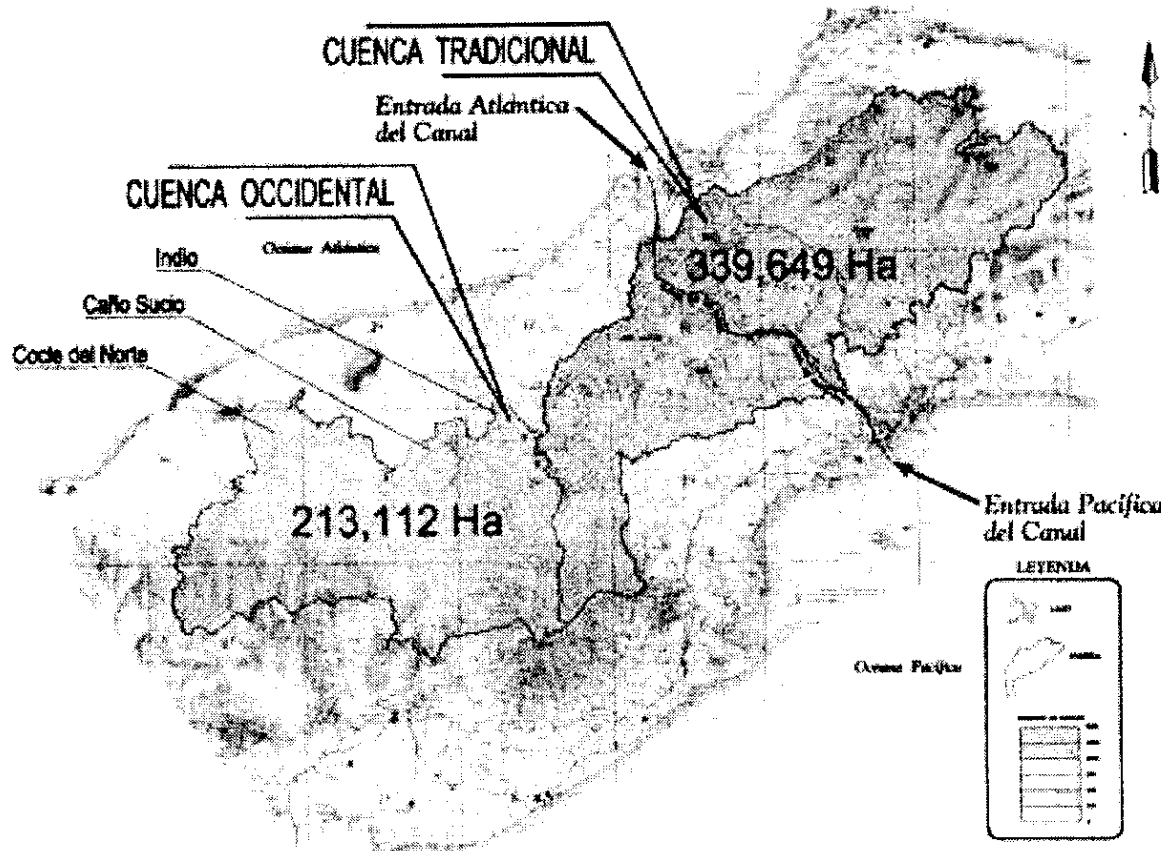 CUENCA TRADICIONAL
Entrada Atlántica
del Canal
N
CUENCA OCCIDENTAL
Océano Atlántico
Indio
Caño Sucio
Cocle del Norte
339,649 Ha
213,112 Ha
Entrada Pacífica
del Canal
LEYENDA
Océano Pacífico